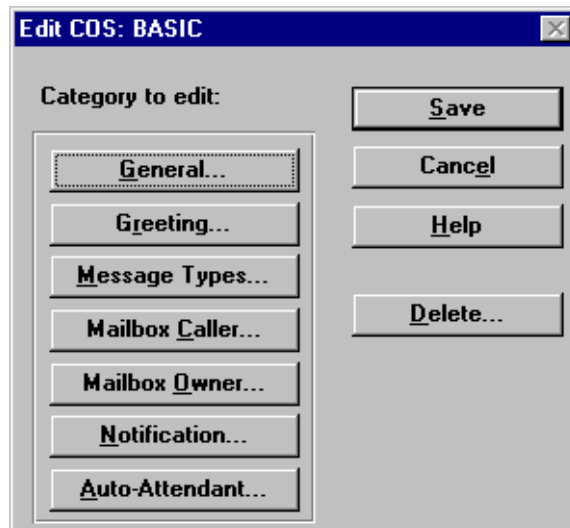 Edit COS: BASIC
Category to edit:
General...
Greeting...
Message Types...
Mailbox Caller...
Mailbox Owner...
Notification...
Auto-Attendant...
Save
Cancel
Help
Delete...